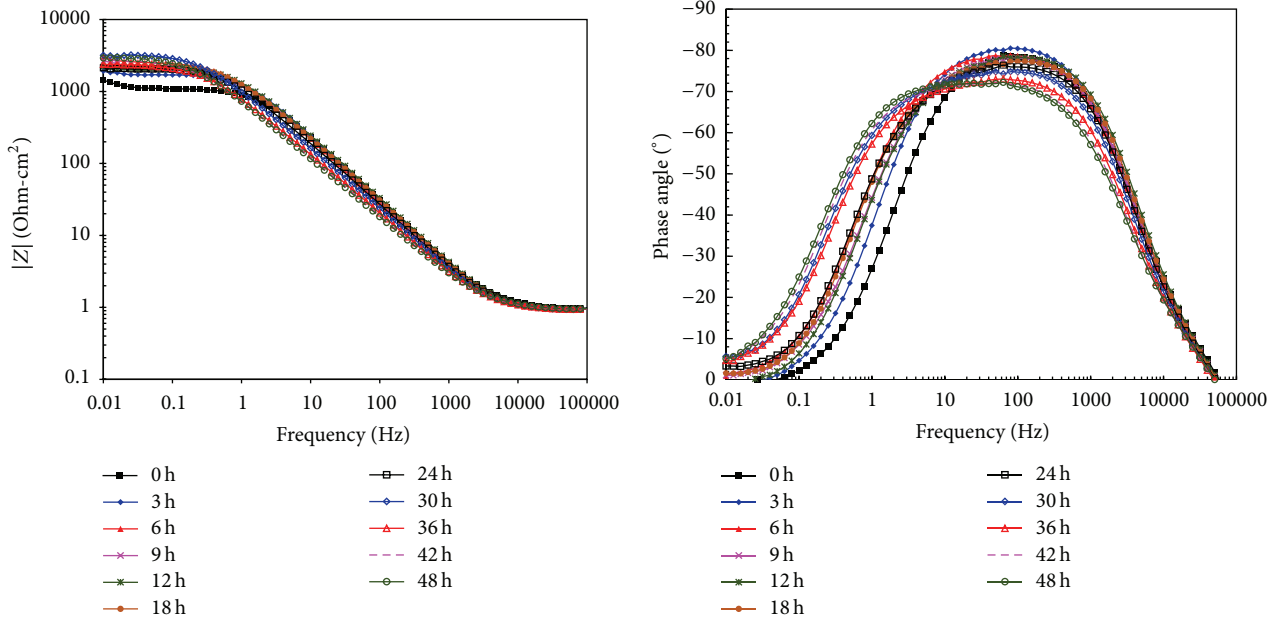 10000
1000
100
10
1
0.1
|Z| (Ohm-cm²)
0.01 0.1 1 10 100 1000 10000 100000
Frequency (Hz)
0 h
3 h
6 h
9 h
12 h
18 h
24 h
30 h
36 h
42 h
48 h
−90
−80
−70
−60
−50
−40
−30
−20
−10
0
Phase angle (°)
0.01 0.1 1 10 100 1000 10000 100000
Frequency (Hz)
0 h
3 h
6 h
9 h
12 h
18 h
24 h
30 h
36 h
42 h
48 h